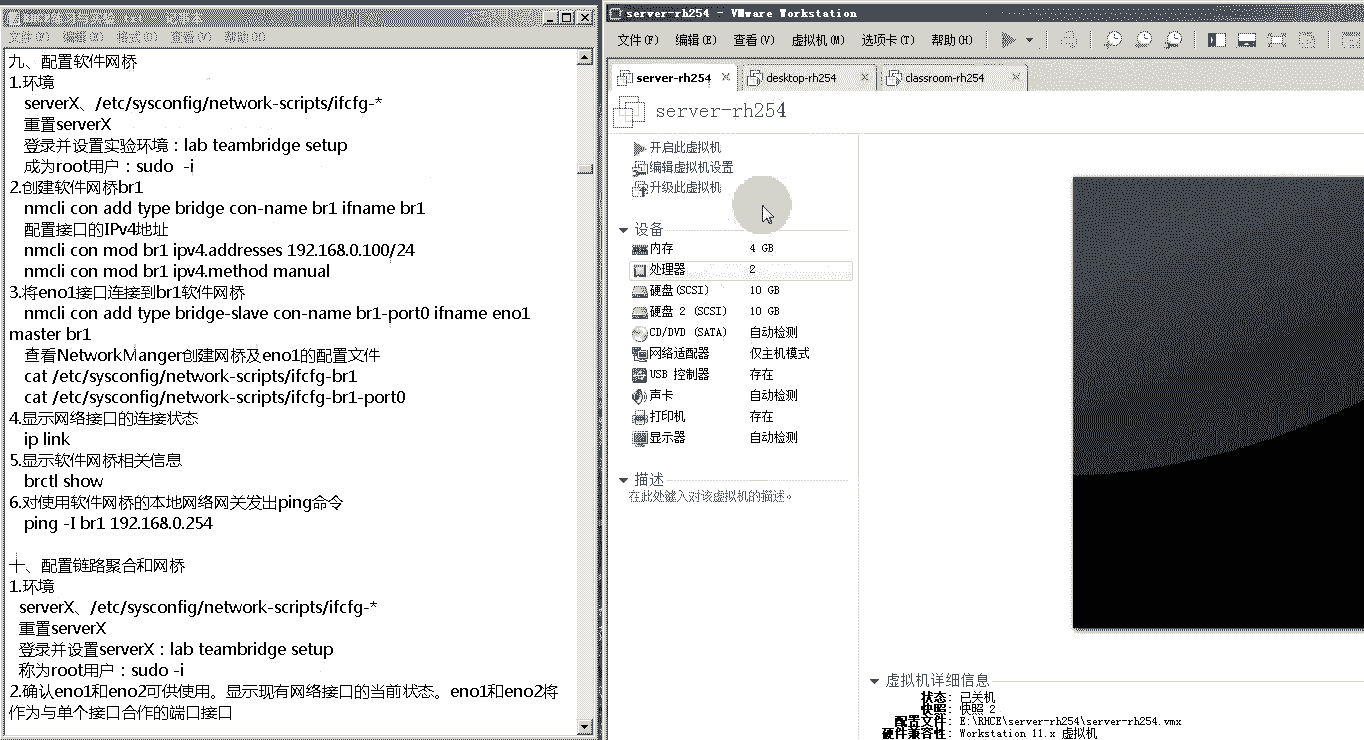 RHCE练习与实验
文件(F) 编辑(E) 格式(O) 查看(V) 帮助(H)
九、配置软件网桥
1.环境
serverX、/etc/sysconfig/network-scripts/ifcfg-*
重置serverX
登录并设置实验环境：lab teambridge setup
成为root用户：sudo -i
2.创建软件网桥br1
nmcli con add type bridge con-name br1 ifname br1
配置接口的IPv4地址
nmcli con mod br1 ipv4.addresses 192.168.0.100/24
nmcli con mod br1 ipv4.method manual
3.将eno1接口连接到br1软件网桥
nmcli con add type bridge-slave con-name br1-port0 ifname eno1
master br1
查看NetworkManger创建网桥及eno1的配置文件
cat /etc/sysconfig/network-scripts/ifcfg-br1
cat /etc/sysconfig/network-scripts/ifcfg-br1-port0
4.显示网络接口的连接状态
ip link
5.显示软件网桥相关信息
brctl show
6.对使用软件网桥的本地网络网关发出ping命令
ping -I br1 192.168.0.254
十、配置链路聚合和网桥
1.环境
serverX、/etc/sysconfig/network-scripts/ifcfg-*
重置serverX
登录并设置serverX：lab teambridge setup
称为root用户：sudo -i
2.确认eno1和eno2可供使用。显示现有网络接口的当前状态。eno1和eno2将
作为与单个接口合作的端口接口
server-rh254 - VMware Workstation
文件(F) 编辑(E) 查看(V) 虚拟机(M) 选项卡(T) 帮助(H)
server-rh254 desktop-rh254 classroom-rh254
server-rh254
开启此虚拟机
编辑虚拟机设置
升级此虚拟机
设备
内存 4 GB
处理器 2
硬盘(SCSI) 10 GB
硬盘 2 (SCSI) 10 GB
CD/DVD (SATA) 自动检测
网络适配器 仅主机模式
USB 控制器 存在
声卡 自动检测
打印机 存在
显示器 自动检测
描述
在此处键入对该虚拟机的描述。
虚拟机详细信息
状态: 已关机
快照: 快照 2
配置文件: E:\RHCE\server-rh254\server-rh254.vmx
硬件兼容性: Workstation 11.x 虚拟机